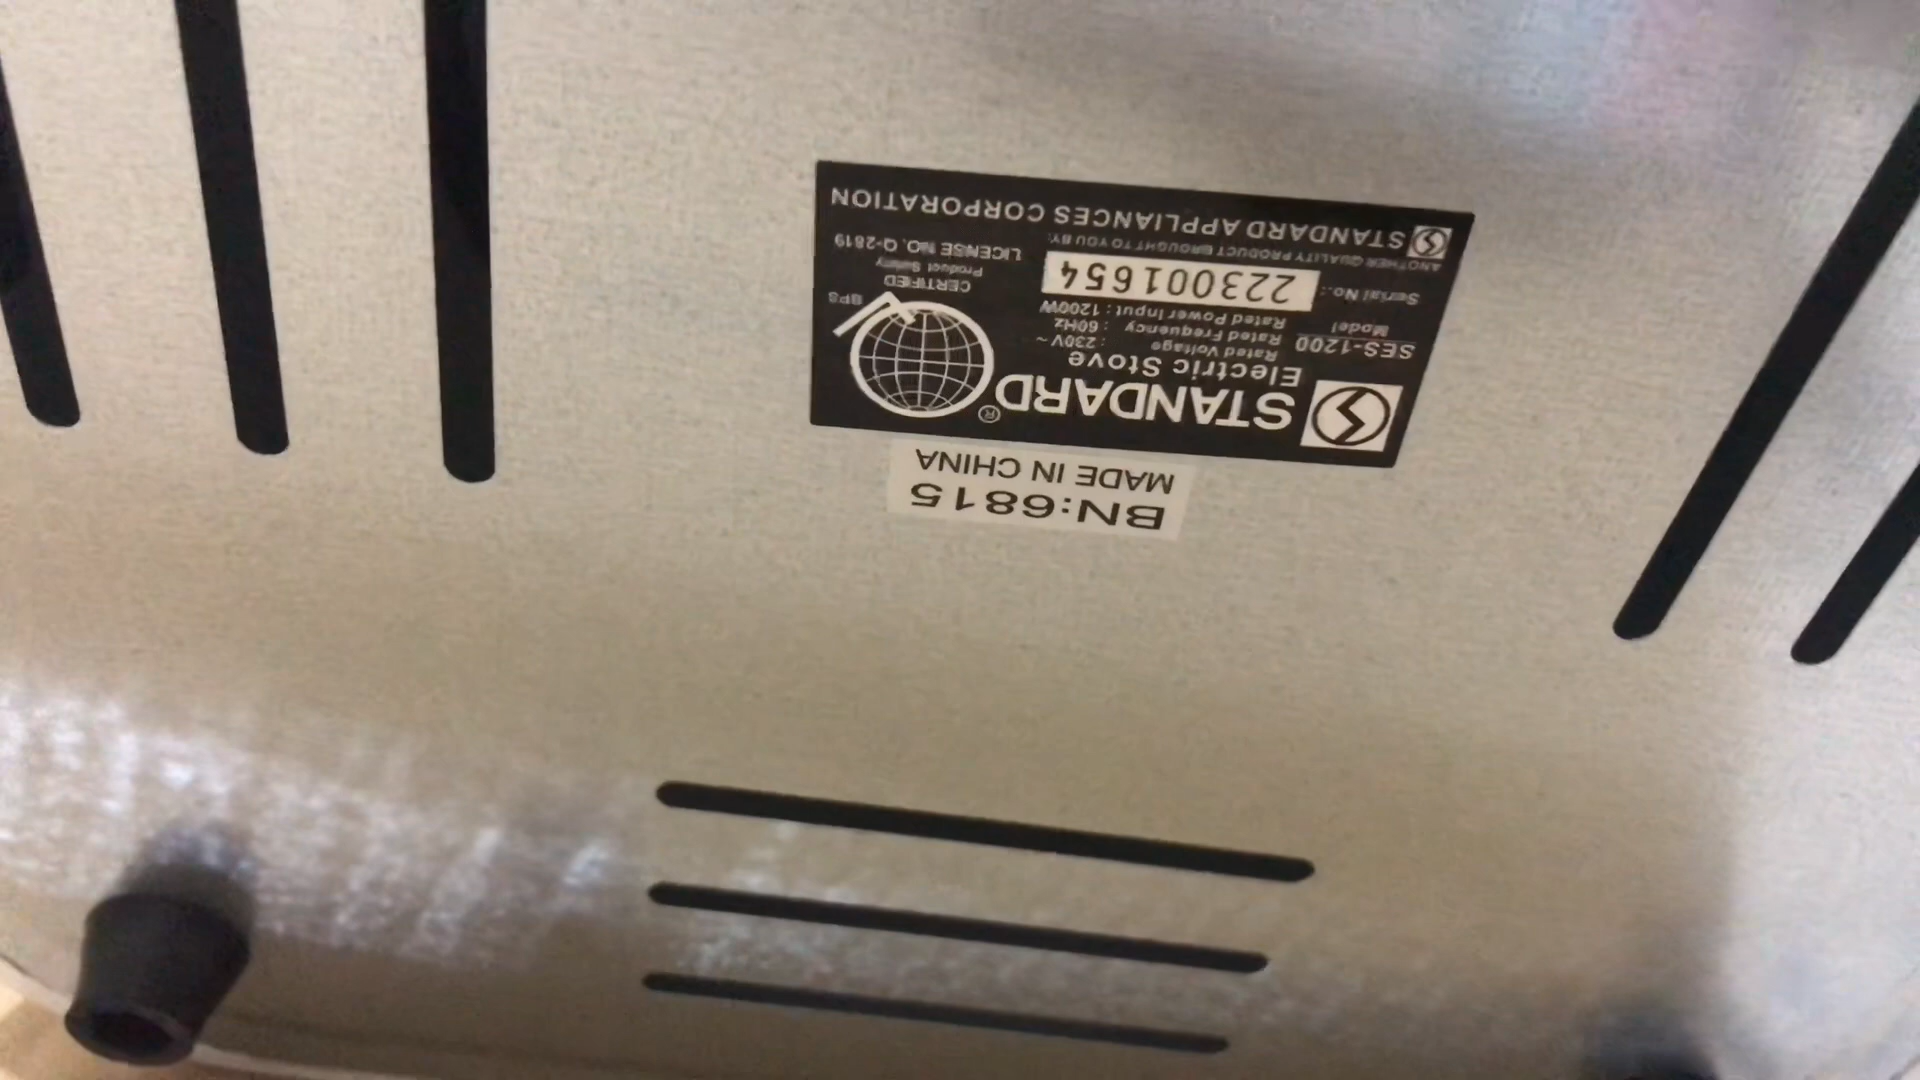 BN:6815
MADE IN CHINA
STANDARD®
Electric Stove
SES-1200
Model
Rated Voltage : 230V~
Rated Frequency : 60Hz
Rated Power Input : 1200W
Serial No.: 223001654
BPS
CERTIFIED
Product Safety
LICENSE NO. Q-2819
ANOTHER QUALITY PRODUCT BROUGHT TO YOU BY:
STANDARD APPLIANCES CORPORATION